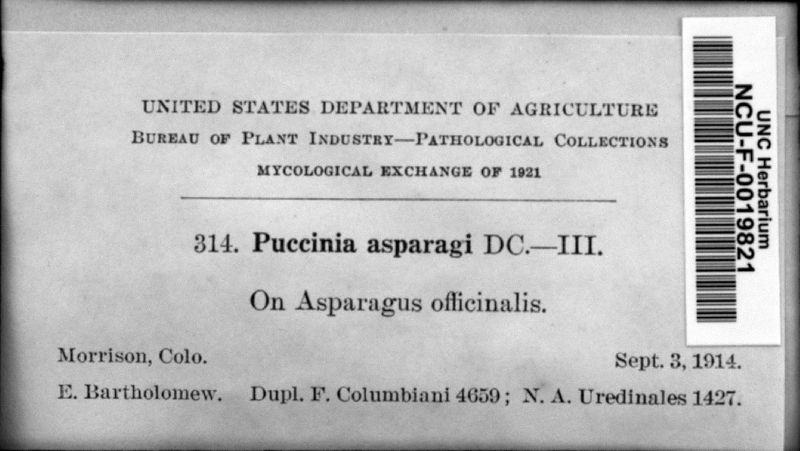 UNITED STATES DEPARTMENT OF AGRICULTURE
BUREAU OF PLANT INDUSTRY—PATHOLOGICAL COLLECTIONS
MYCOLOGICAL EXCHANGE OF 1921
314. Puccinia asparagi DC.—III.
On Asparagus officinalis.
Morrison, Colo. Sept. 3, 1914.
E. Bartholomew. Dupl. F. Columbiani 4659; N. A. Uredinales 1427.
UNC Herbarium
NCU-F-0019821